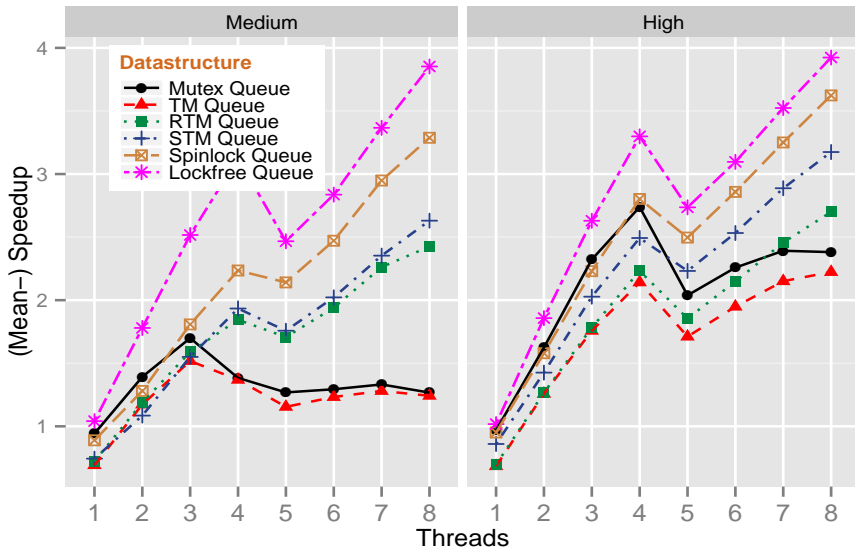 Medium
High
(Mean−) Speedup
4
3
2
1
Datastructure
Mutex Queue
TM Queue
RTM Queue
STM Queue
Spinlock Queue
Lockfree Queue
1 2 3 4 5 6 7 8
1 2 3 4 5 6 7 8
Threads